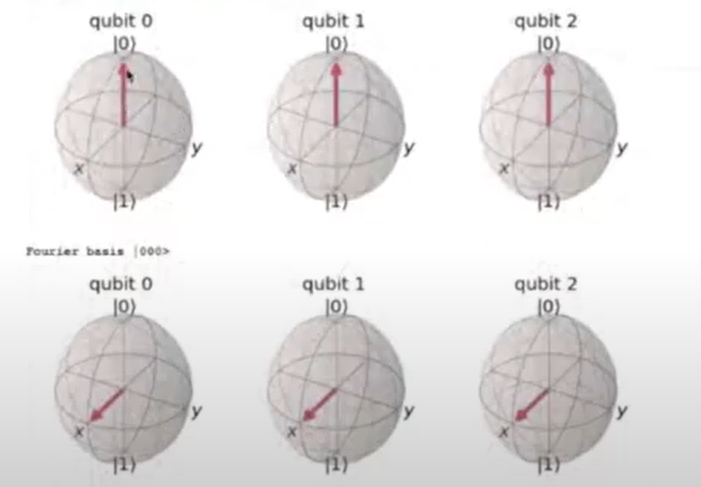 qubit 0 qubit 1 qubit 2
|0⟩ |0⟩ |0⟩
x y x y x y
|1⟩ |1⟩ |1⟩
Fourier basis |000>
qubit 0 qubit 1 qubit 2
|0⟩ |0⟩ |0⟩
x y x y x y
|1⟩ |1⟩ |1⟩